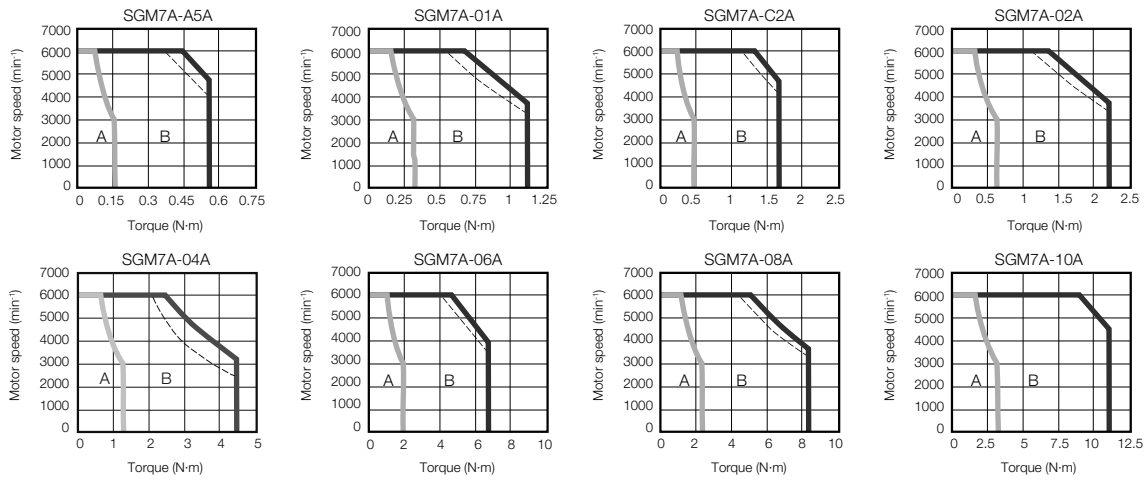 SGM7A-A5A
Motor speed (min⁻¹)
7000
6000
5000
4000
3000
2000
1000
0
A
B
0 0.15 0.3 0.45 0.6 0.75
Torque (N·m)
SGM7A-01A
Motor speed (min⁻¹)
7000
6000
5000
4000
3000
2000
1000
0
A
B
0 0.25 0.5 0.75 1 1.25
Torque (N·m)
SGM7A-C2A
Motor speed (min⁻¹)
7000
6000
5000
4000
3000
2000
1000
0
A
B
0 0.5 1 1.5 2 2.5
Torque (N·m)
SGM7A-02A
Motor speed (min⁻¹)
7000
6000
5000
4000
3000
2000
1000
0
A
B
0 0.5 1 1.5 2 2.5
Torque (N·m)
SGM7A-04A
Motor speed (min⁻¹)
7000
6000
5000
4000
3000
2000
1000
0
A
B
0 1 2 3 4 5
Torque (N·m)
SGM7A-06A
Motor speed (min⁻¹)
7000
6000
5000
4000
3000
2000
1000
0
A
B
0 2 4 6 8 10
Torque (N·m)
SGM7A-08A
Motor speed (min⁻¹)
7000
6000
5000
4000
3000
2000
1000
0
A
B
0 2 4 6 8 10
Torque (N·m)
SGM7A-10A
Motor speed (min⁻¹)
7000
6000
5000
4000
3000
2000
1000
0
A
B
0 2.5 5 7.5 10 12.5
Torque (N·m)